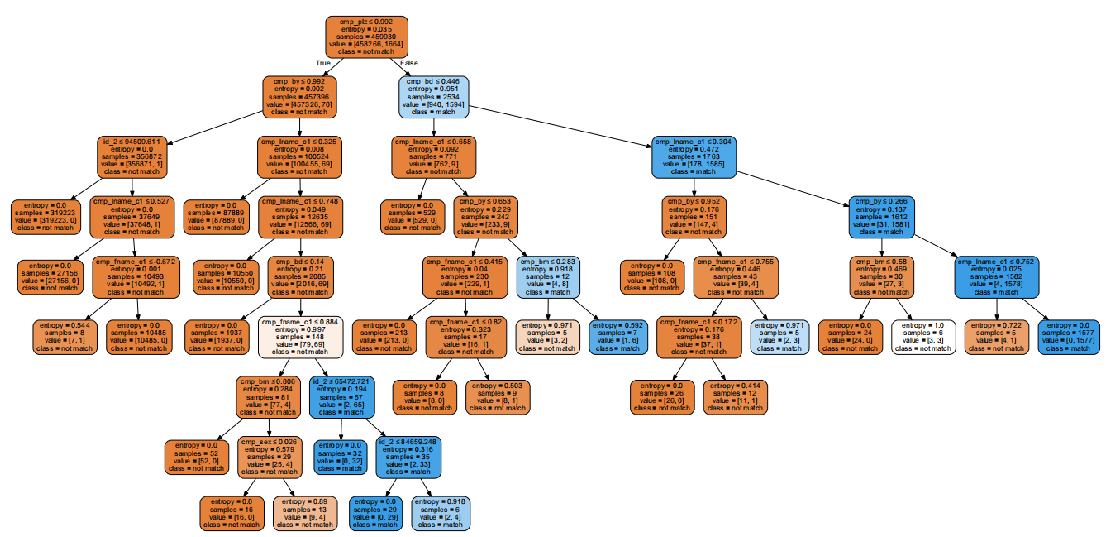 cmp_plz ≤ 0.992
entropy = 0.035
samples = 459930
value = [458266, 1664]
class = not match
True
False
cmp_by ≤ 0.992
entropy = 0.002
samples = 457396
value = [457326, 70]
class = not match
cmp_bd ≤ 0.446
entropy = 0.951
samples = 2534
value = [940, 1594]
class = match
id_2 ≤ 94609.611
entropy = 0.0
samples = 356872
value = [356871, 1]
class = not match
cmp_lname_c1 ≤ 0.325
entropy = 0.008
samples = 100524
value = [100455, 69]
class = not match
cmp_fname_c1 ≤ 0.658
entropy = 0.092
samples = 771
value = [762, 9]
class = not match
cmp_fname_c1 ≤ 0.304
entropy = 0.472
samples = 1763
value = [178, 1585]
class = match
entropy = 0.0
samples = 319223
value = [319223, 0]
class = not match
cmp_lname_c1 ≤ 0.527
entropy = 0.0
samples = 37649
value = [37648, 1]
class = not match
entropy = 0.0
samples = 87889
value = [87889, 0]
class = not match
cmp_lname_c1 ≤ 0.748
entropy = 0.049
samples = 12635
value = [12566, 69]
class = not match
entropy = 0.0
samples = 529
value = [529, 0]
class = not match
cmp_by ≤ 0.653
entropy = 0.229
samples = 242
value = [233, 9]
class = not match
cmp_by ≤ 0.952
entropy = 0.176
samples = 151
value = [147, 4]
class = not match
cmp_by ≤ 0.266
entropy = 0.137
samples = 1612
value = [31, 1581]
class = match
entropy = 0.0
samples = 27156
value = [27156, 0]
class = not match
cmp_fname_c1 ≤ 0.672
entropy = 0.001
samples = 10493
value = [10492, 1]
class = not match
entropy = 0.0
samples = 10550
value = [10550, 0]
class = not match
cmp_bd ≤ 0.14
entropy = 0.21
samples = 2085
value = [2016, 69]
class = not match
cmp_fname_c1 ≤ 0.415
entropy = 0.04
samples = 230
value = [229, 1]
class = not match
cmp_bm ≤ 0.283
entropy = 0.918
samples = 12
value = [4, 8]
class = match
entropy = 0.0
samples = 108
value = [108, 0]
class = not match
cmp_lname_c1 ≤ 0.755
entropy = 0.446
samples = 43
value = [39, 4]
class = not match
cmp_bm ≤ 0.58
entropy = 0.469
samples = 30
value = [27, 3]
class = not match
cmp_fname_c1 ≤ 0.762
entropy = 0.025
samples = 1582
value = [4, 1578]
class = match
entropy = 0.544
samples = 8
value = [7, 1]
class = not match
entropy = 0.0
samples = 10485
value = [10485, 0]
class = not match
entropy = 0.0
samples = 1937
value = [1937, 0]
class = not match
cmp_fname_c1 ≤ 0.884
entropy = 0.997
samples = 148
value = [79, 69]
class = not match
entropy = 0.0
samples = 213
value = [213, 0]
class = not match
cmp_fname_c1 ≤ 0.82
entropy = 0.323
samples = 17
value = [16, 1]
class = not match
entropy = 0.971
samples = 5
value = [3, 2]
class = not match
entropy = 0.592
samples = 7
value = [1, 6]
class = match
cmp_fname_c1 ≤ 0.172
entropy = 0.176
samples = 38
value = [37, 1]
class = not match
entropy = 0.971
samples = 5
value = [2, 3]
class = match
entropy = 0.0
samples = 24
value = [24, 0]
class = not match
entropy = 1.0
samples = 6
value = [3, 3]
class = not match
entropy = 0.722
samples = 5
value = [4, 1]
class = not match
entropy = 0.0
samples = 1577
value = [0, 1577]
class = match
cmp_bm ≤ 0.806
entropy = 0.284
samples = 81
value = [77, 4]
class = not match
id_2 ≤ 65472.721
entropy = 0.194
samples = 67
value = [2, 65]
class = match
entropy = 0.0
samples = 8
value = [8, 0]
class = not match
entropy = 0.503
samples = 9
value = [8, 1]
class = not match
entropy = 0.0
samples = 26
value = [26, 0]
class = not match
entropy = 0.414
samples = 12
value = [11, 1]
class = not match
entropy = 0.0
samples = 52
value = [52, 0]
class = not match
cmp_sex ≤ 0.026
entropy = 0.579
samples = 29
value = [25, 4]
class = not match
entropy = 0.0
samples = 32
value = [0, 32]
class = match
id_2 ≤ 84659.248
entropy = 0.316
samples = 35
value = [2, 33]
class = match
entropy = 0.0
samples = 16
value = [16, 0]
class = not match
entropy = 0.89
samples = 13
value = [9, 4]
class = not match
entropy = 0.0
samples = 29
value = [0, 29]
class = match
entropy = 0.918
samples = 6
value = [2, 4]
class = match